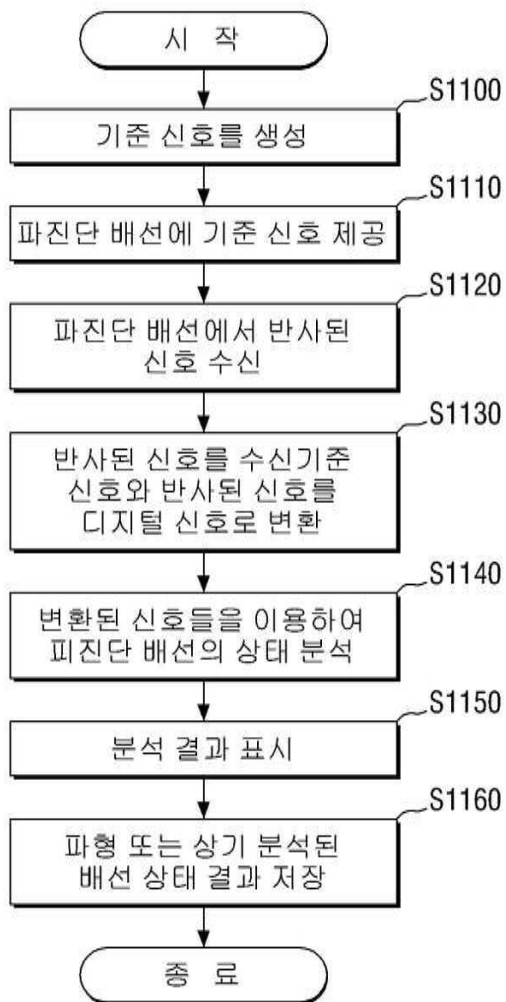 시 작
S1100
기준 신호를 생성
S1110
파진단 배선에 기준 신호 제공
S1120
파진단 배선에서 반사된
신호 수신
S1130
반사된 신호를 수신기준
신호와 반사된 신호를
디지털 신호로 변환
S1140
변환된 신호들을 이용하여
피진단 배선의 상태 분석
S1150
분석 결과 표시
S1160
파형 또는 상기 분석된
배선 상태 결과 저장
종 료